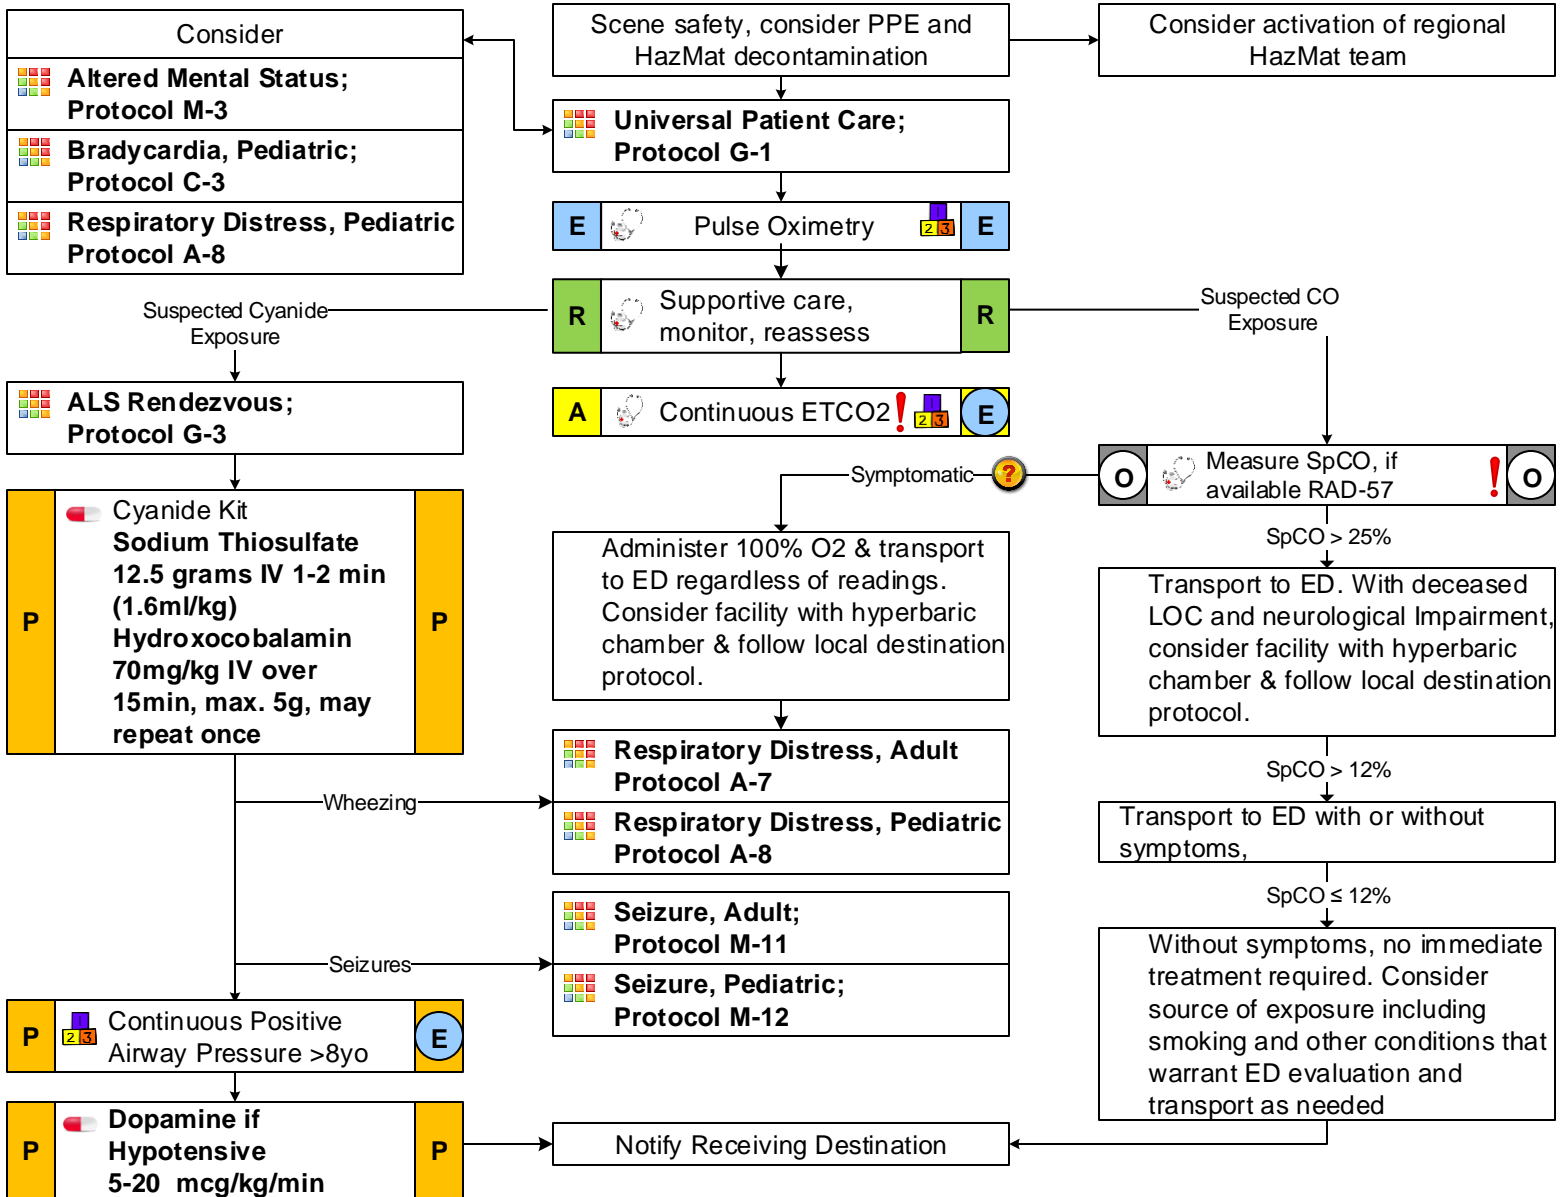 Consider
Altered Mental Status;
Protocol M-3
Bradycardia, Pediatric;
Protocol C-3
Respiratory Distress, Pediatric
Protocol A-8
Scene safety, consider PPE and
HazMat decontamination
Consider activation of regional
HazMat team
Universal Patient Care;
Protocol G-1
E
1
2 3
Pulse Oximetry
E
R
Supportive care,
monitor, reassess
R
A
Continuous ETCO2
!
1
2 3
E
Suspected Cyanide
Exposure
ALS Rendezvous;
Protocol G-3
P
Cyanide Kit
Sodium Thiosulfate
12.5 grams IV 1-2 min
(1.6ml/kg)
Hydroxocobalamin
70mg/kg IV over
15min, max. 5g, may
repeat once
P
Suspected CO
Exposure
O
Measure SpCO, if
available RAD-57
!
O
Symptomatic
?
Administer 100% O2 & transport
to ED regardless of readings.
Consider facility with hyperbaric
chamber & follow local destination
protocol.
SpCO > 25%
Transport to ED. With deceased
LOC and neurological Impairment,
consider facility with hyperbaric
chamber & follow local destination
protocol.
SpCO > 12%
Transport to ED with or without
symptoms,
SpCO ≤ 12%
Without symptoms, no immediate
treatment required. Consider
source of exposure including
smoking and other conditions that
warrant ED evaluation and
transport as needed
Wheezing
Respiratory Distress, Adult
Protocol A-7
Respiratory Distress, Pediatric
Protocol A-8
Seizures
Seizure, Adult;
Protocol M-11
Seizure, Pediatric;
Protocol M-12
P
1
2 3
Continuous Positive
Airway Pressure >8yo
E
P
Dopamine if
Hypotensive
5-20 mcg/kg/min
P
Notify Receiving Destination